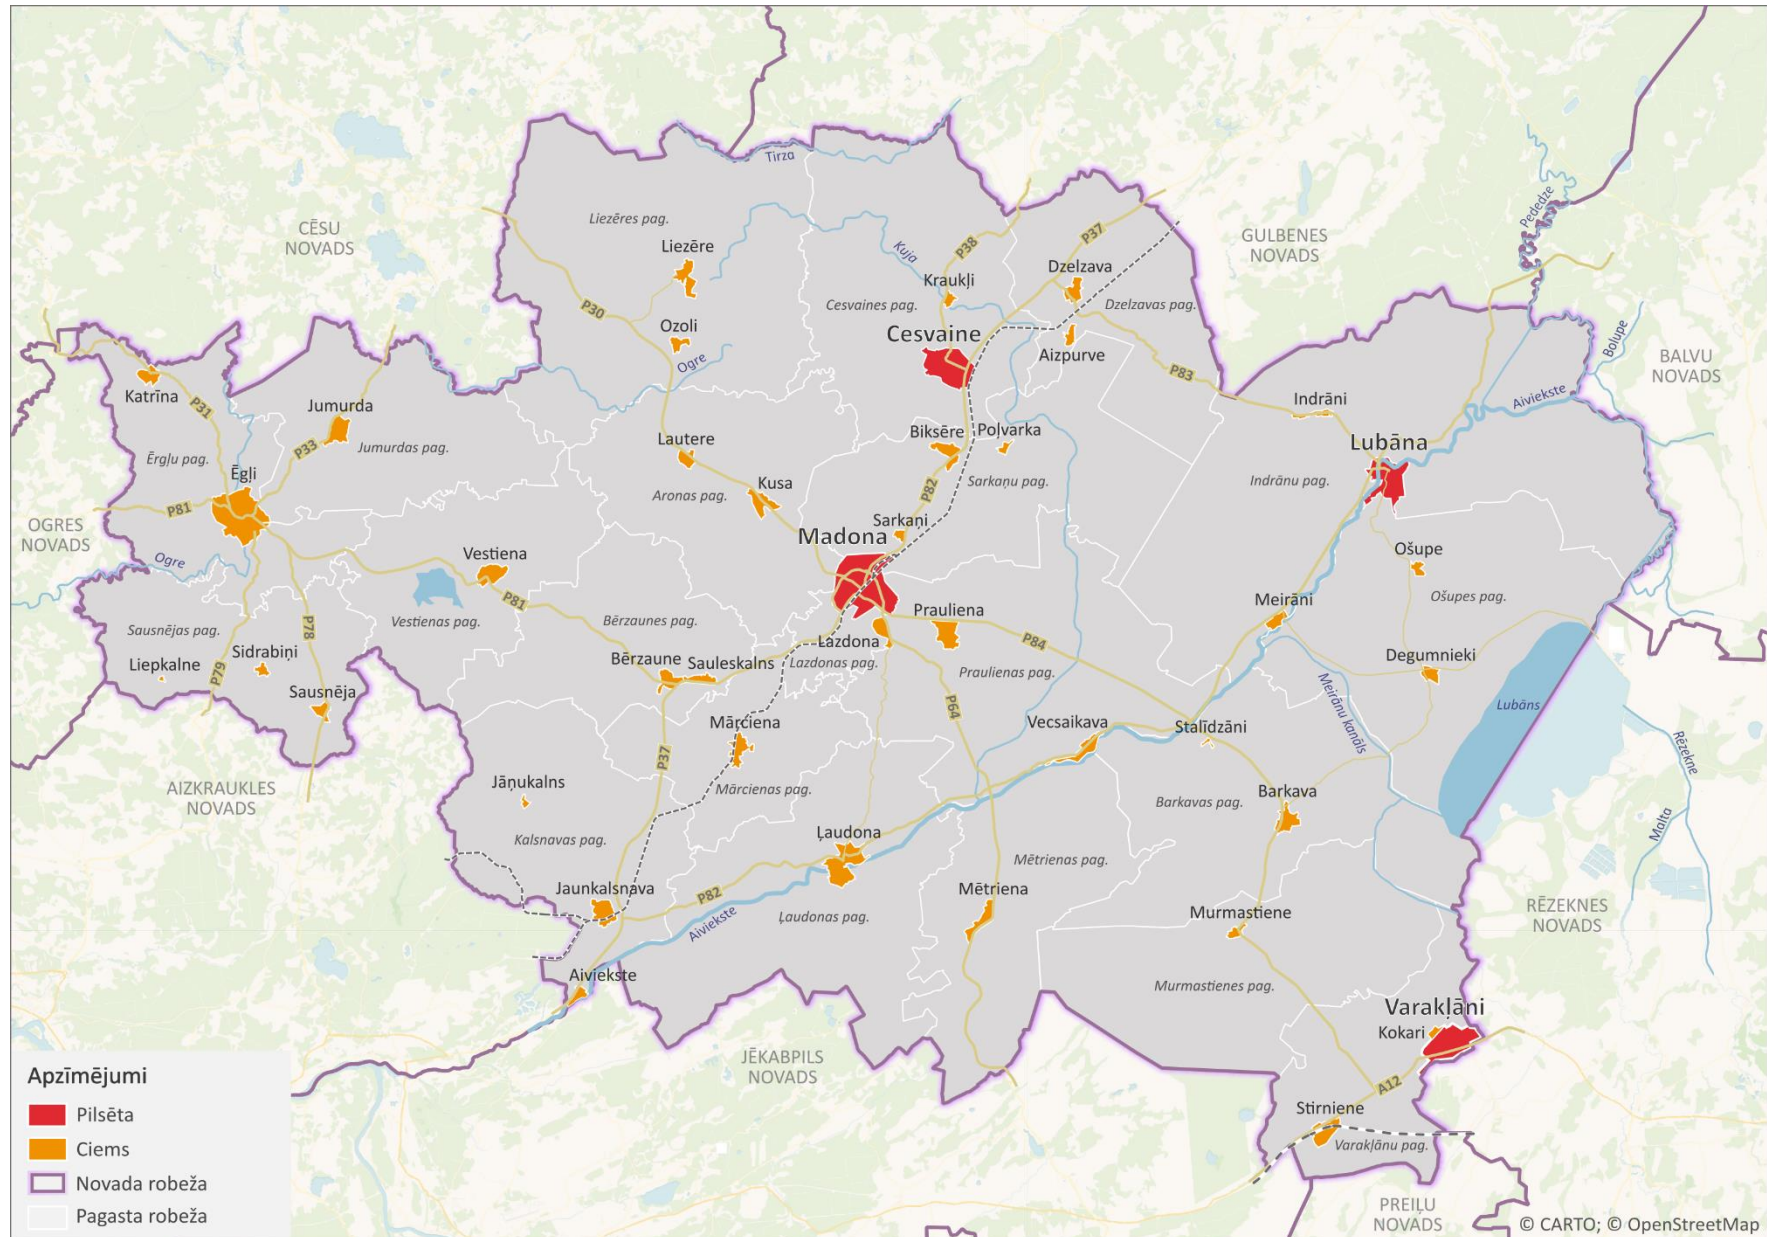 Tirza
Pededze
CĒSU
NOVADS
Liezēres pag.
P38
P37
GULBENES
NOVADS
Liezēre
Kuja
Dzelzava
Kraukļi
P30
Cesvaines pag.
Dzelzavas pag.
Ozoli
Cesvaine
Bolupe
Ogre
Aizpurve
BALVU
NOVADS
P83
Katrīna
Aiviekste
P31
Jumurda
Indrāni
Lautere
Biksēre
Poļvarka
Lubāna
P33
Jumurdas pag.
Ērgļu pag.
Ēgļi
Kusa
P82
Sarkaņu pag.
Indrānu pag.
Aronas pag.
P81
OGRES
NOVADS
Sarkani
Madona
Ošupe
Ogre
Vestiena
P81
Meirāni
Ošupes pag.
Prauliena
Vestienas pag.
Bērzaunes pag.
Sausnējas pag.
P78
Lazdona
P84
Sidrabiņi
Liepkalne
P79
Bērzaune
Sauleskalns
Lazdonas pag.
Praulienas pag.
Degumnieki
Sausnēja
P64
Meirānu kanāls
Lubāns
Mārciena
Vecsaikava
Stalīdzāni
Rēzekne
P37
Jāņukalns
Mārcienas pag.
AIZKRAUKLES
NOVADS
Barkavas pag.
Barkava
Malta
Kalsnavas pag.
Ļaudona
Mētrienas pag.
Jaunkalsnava
P82
Mētriena
Aiviekste
Ļaudonas pag.
Murmastiene
RĒZEKNES
NOVADS
Aiviekste
Murmastienes pag.
Varakļāni
Kokari
JĒKABPILS
NOVADS
A12
Stirniene
Varakļānu pag.
PREIĻU
NOVADS
Apzīmējumi
Pilsēta
Ciems
Novada robeža
Pagasta robeža
© CARTO; © OpenStreetMap